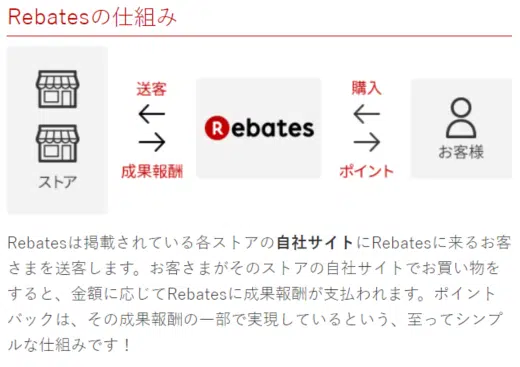 Rebatesの仕組み
送客
購入
Rebates
ストア
成果報酬
ポイント
お客様
Rebatesは掲載されている各ストアの自社サイトにRebatesに来るお客
さまを送客します。お客さまがそのストアの自社サイトでお買い物を
すると、金額に応じてRebatesに成果報酬が支払われます。ポイント
バックは、その成果報酬の一部で実現しているという、至ってシンプ
ルな仕組みです！